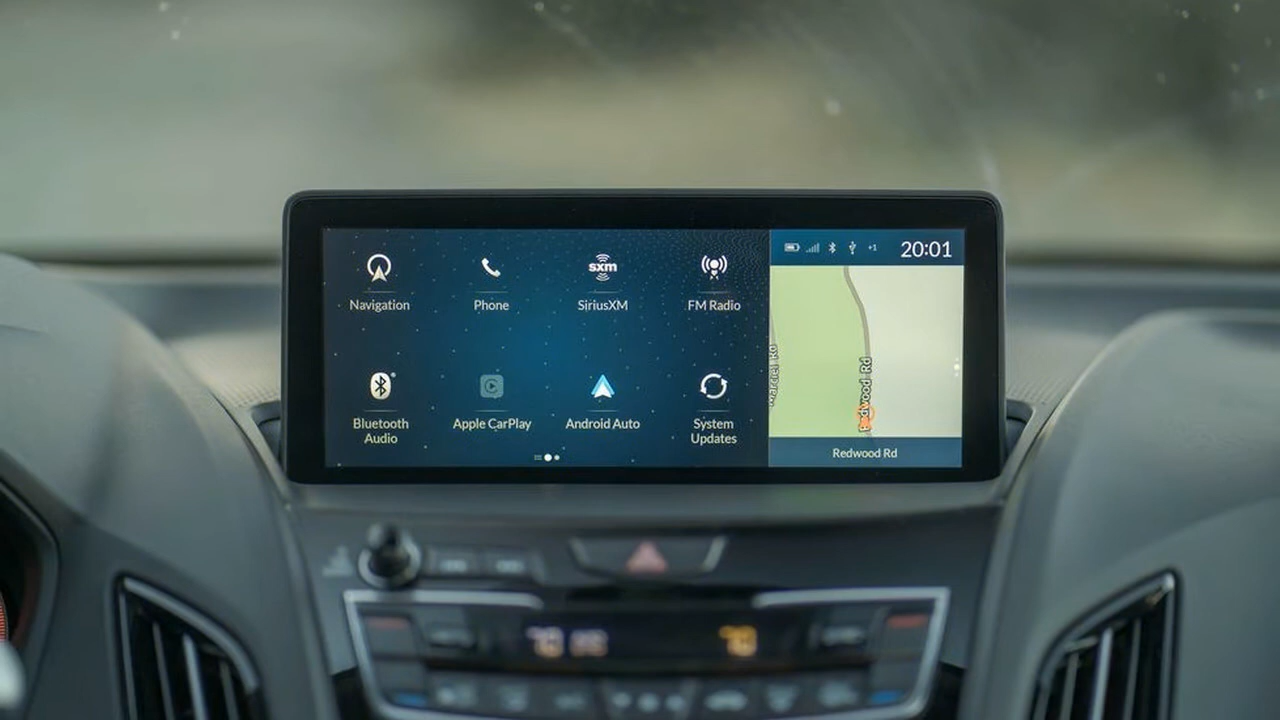 Navigation
Phone
sxm
SiriusXM
FM Radio
Bluetooth
Audio
Apple CarPlay
Android Auto
System
Updates
+1
20:01
Redwood Rd
Redwood Rd